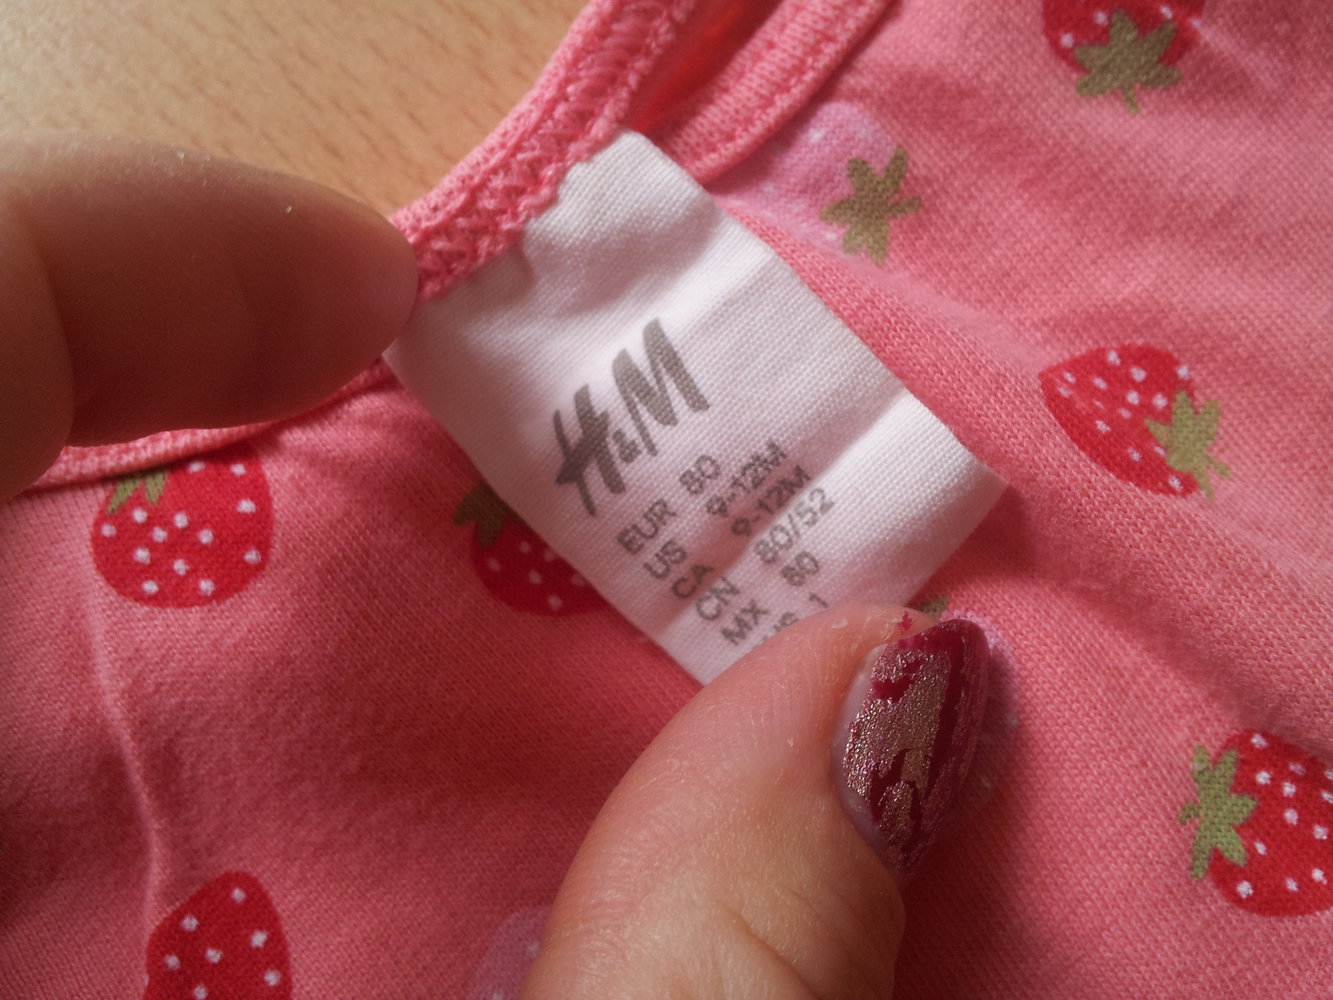 H&M
EUR 80
US 9-12M
CA 9-12M
CN 80/52
MX 80